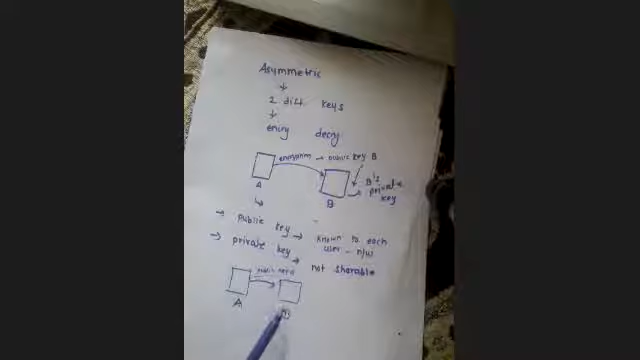 Asymmetric
2 diff keys
encry decry
encryption → public key B
A
B
B's
private
key
→ public key → known to each
user - n/w
→ private key → not sharable
A